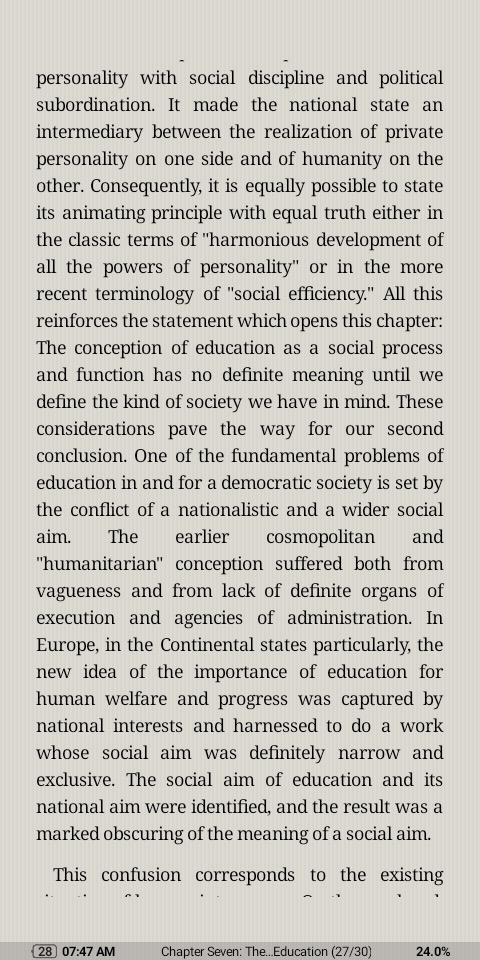 personality with social discipline and political
subordination. It made the national state an
intermediary between the realization of private
personality on one side and of humanity on the
other. Consequently, it is equally possible to state
its animating principle with equal truth either in
the classic terms of "harmonious development of
all the powers of personality" or in the more
recent terminology of "social efficiency." All this
reinforces the statement which opens this chapter:
The conception of education as a social process
and function has no definite meaning until we
define the kind of society we have in mind. These
considerations pave the way for our second
conclusion. One of the fundamental problems of
education in and for a democratic society is set by
the conflict of a nationalistic and a wider social
aim. The earlier cosmopolitan and
"humanitarian" conception suffered both from
vagueness and from lack of definite organs of
execution and agencies of administration. In
Europe, in the Continental states particularly, the
new idea of the importance of education for
human welfare and progress was captured by
national interests and harnessed to do a work
whose social aim was definitely narrow and
exclusive. The social aim of education and its
national aim were identified, and the result was a
marked obscuring of the meaning of a social aim.
This confusion corresponds to the existing
28 07:47 AM Chapter Seven: The...Education (27/30) 24.0%